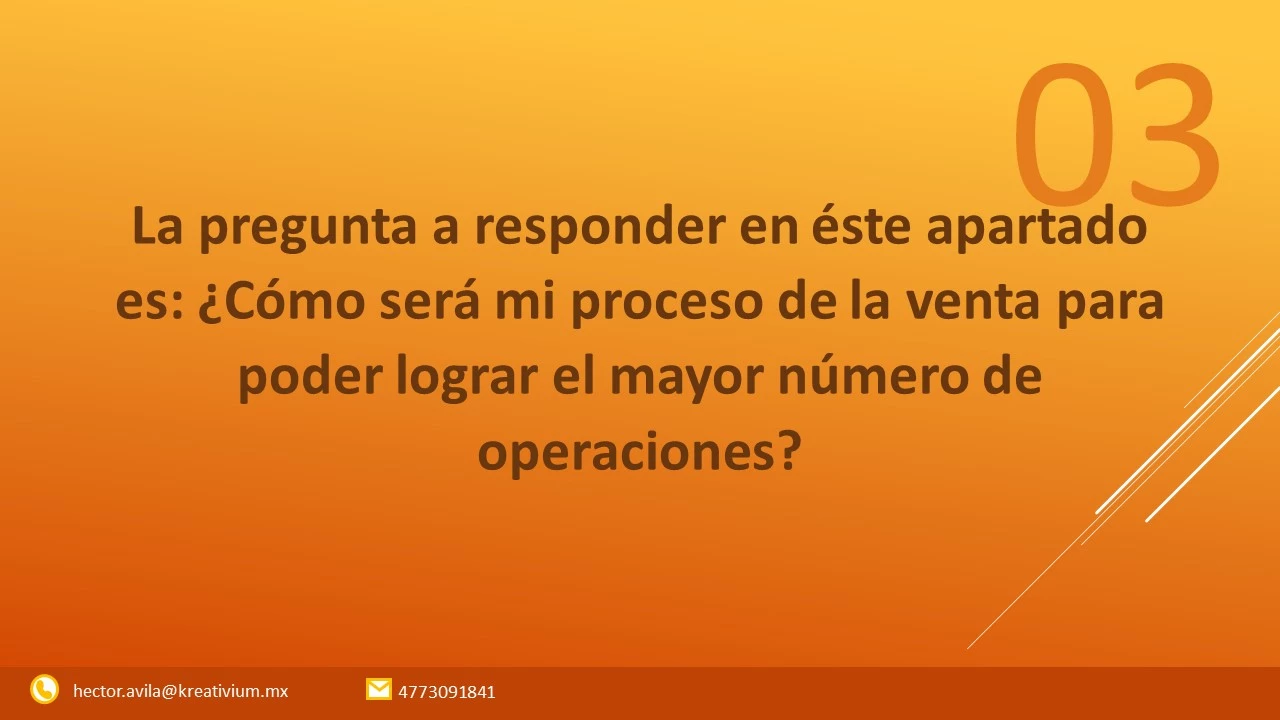 03
La pregunta a responder en éste apartado
es: ¿Cómo será mi proceso de la venta para
poder lograr el mayor número de
operaciones?
hector.avila@kreativium.mx
4773091841